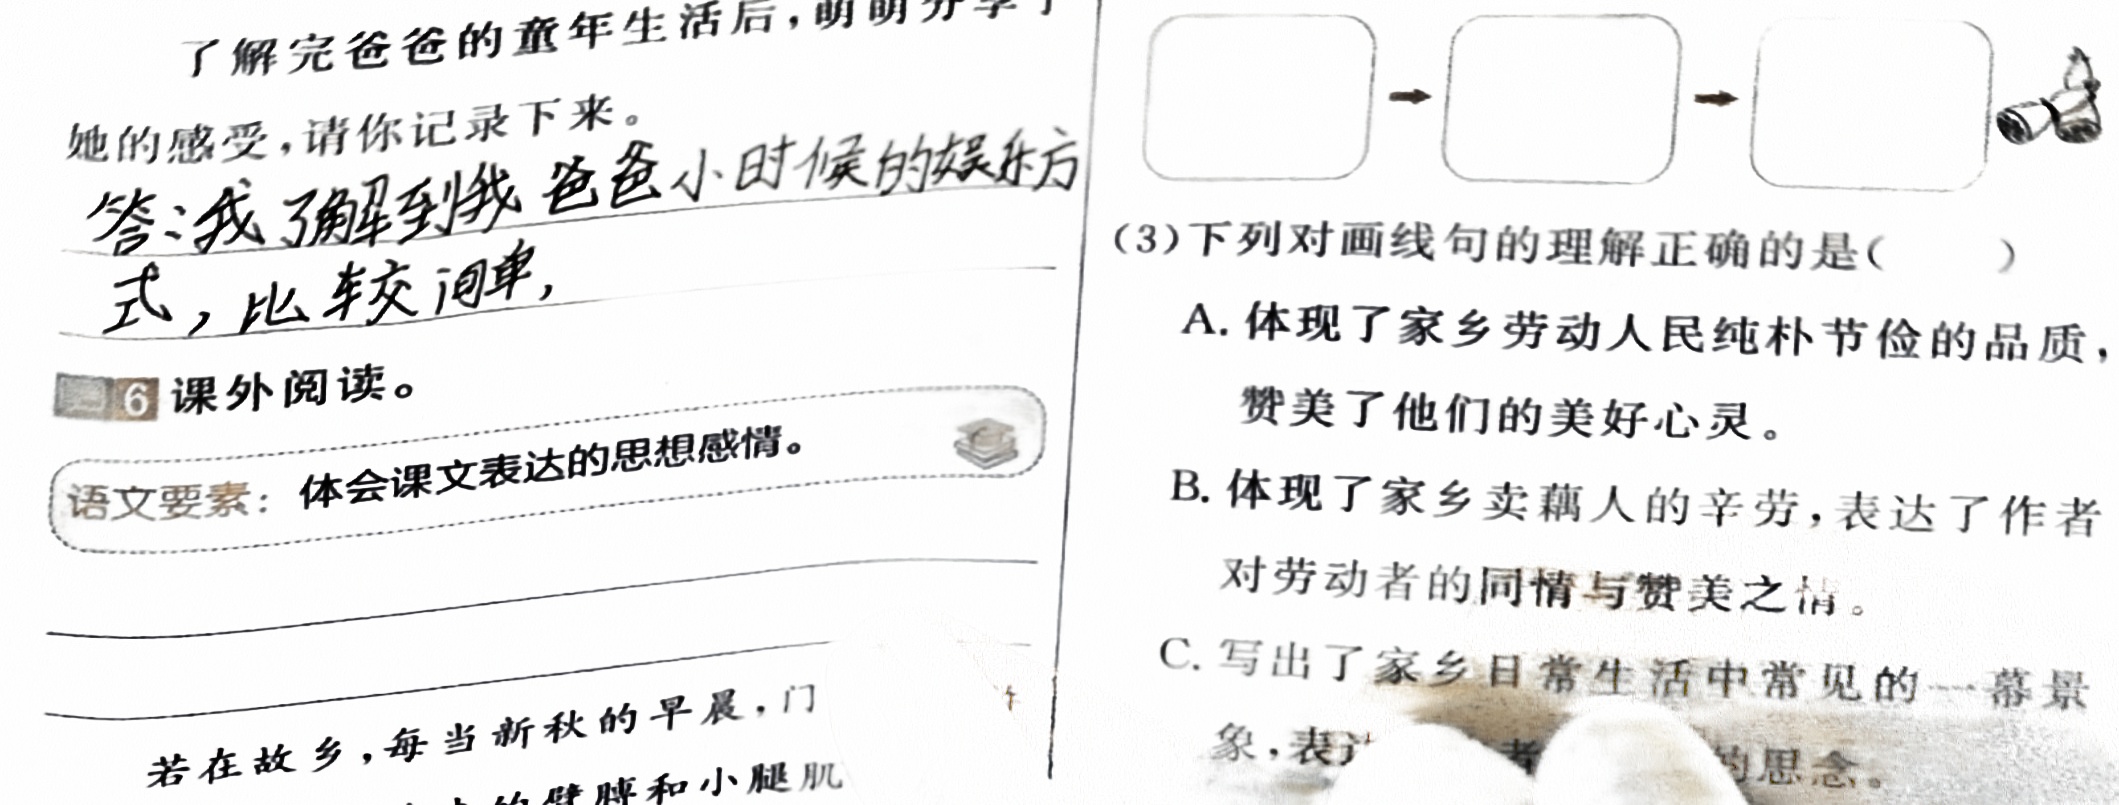 了解完爸爸的童年生活后，萌萌分享了
她的感受，请你记录下来。
答：我了解到我爸爸小时候的娱乐方
式，比较简单，
6 课外阅读。
语文要素：体会课文表达的思想感情。
若在故乡，每当新秋的早晨，门
的臂膊和小腿肌
（3）下列对画线句的理解正确的是（ ）
A. 体现了家乡劳动人民纯朴节俭的品质，
赞美了他们的美好心灵。
B. 体现了家乡卖藕人的辛劳，表达了作者
对劳动者的同情与赞美之情。
C. 写出了家乡日常生活中常见的一幕景
象，表达 者 的思念。